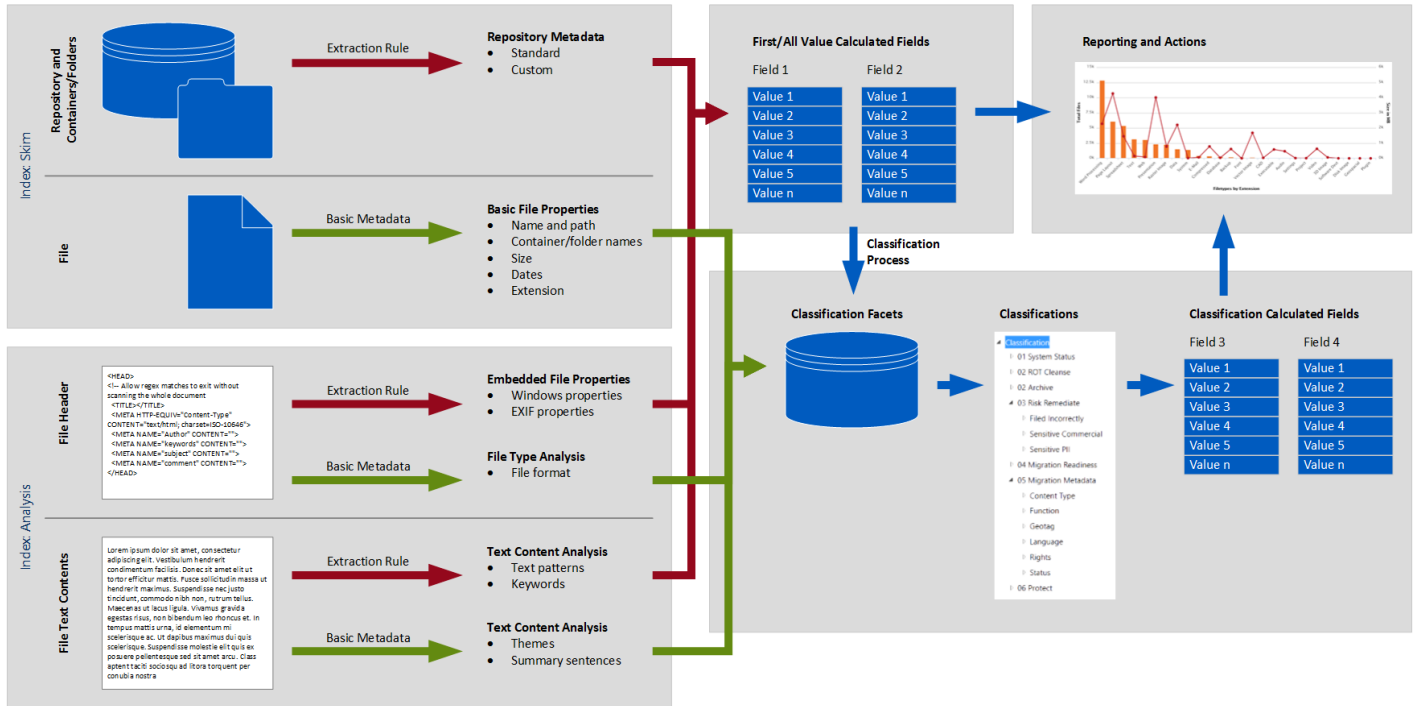 Index: Skim
Repository and
Containers/Folders
Extraction Rule
Repository Metadata
• Standard
• Custom
File
Basic Metadata
Basic File Properties
• Name and path
• Container/folder names
• Size
• Dates
• Extension
Index: Analysis
File Header
<HEAD>
<!-- Allow regex matches to exit without
scanning the whole document
<TITLE></TITLE>
<META HTTP-EQUIV="Content-Type"
CONTENT="text/html; charset=ISO-10646">
<META NAME="Author" CONTENT="">
<META NAME="keywords" CONTENT="">
<META NAME="subject" CONTENT="">
<META NAME="comment" CONTENT="">
</HEAD>
Extraction Rule
Embedded File Properties
• Windows properties
• EXIF properties
Basic Metadata
File Type Analysis
• File format
File Text Contents
Lorem ipsum dolor sit amet, consectetur
adipiscing elit. Vestibulum hendrerit
condimentum facilisis. Donec sit amet elit ut
tortor efficitur mattis. Fusce sollicitudin massa ut
hendrerit maximus. Suspendisse nec justo
tincidunt, commodo nibh non, rutrum tellus.
Maecenas ut lacus ligula. Vivamus gravida
egestas risus, non bibendum leo rhoncus et. In
tempus mattis urna, id elementum mi
scelerisque ac. Ut dapibus maximus dui quis
scelerisque. Suspendisse molestie elit quis ex
posuere pellentesque sed sit amet arcu. Class
aptent taciti sociosqu ad litora torquent per
conubia nostra
Extraction Rule
Text Content Analysis
• Text patterns
• Keywords
Basic Metadata
Text Content Analysis
• Themes
• Summary sentences
First/All Value Calculated Fields
Field 1
Value 1
Value 2
Value 3
Value 4
Value 5
Value n
Field 2
Value 1
Value 2
Value 3
Value 4
Value 5
Value n
Reporting and Actions
Total Files
Size in MB
Filetypes by Extension
Classification
Process
Classification Facets
Classifications
Classification
01 System Status
02 ROT Cleanse
02 Archive
03 Risk Remediate
Filed Incorrectly
Sensitive Commercial
Sensitive PII
04 Migration Readiness
05 Migration Metadata
Content Type
Function
Geotag
Language
Rights
Status
06 Protect
Classification Calculated Fields
Field 3
Value 1
Value 2
Value 3
Value 4
Value 5
Value n
Field 4
Value 1
Value 2
Value 3
Value 4
Value 5
Value n